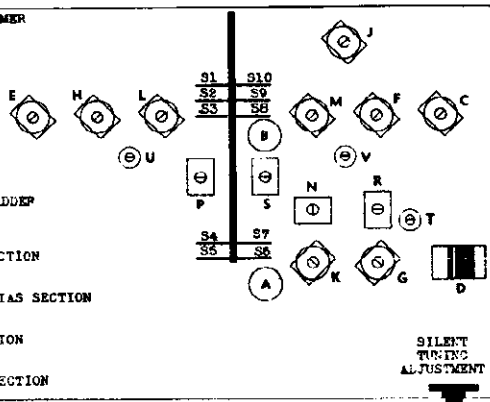 MER
J
S1 S10
S2 S9
S3 S8
E H L M F C
B
U V
P S N R
T
DDER
S4 S7
S5 S6
CTION
A K G D
IAS SECTION
ION
SILENT
TUNING
ADJUSTMENT
ECTION